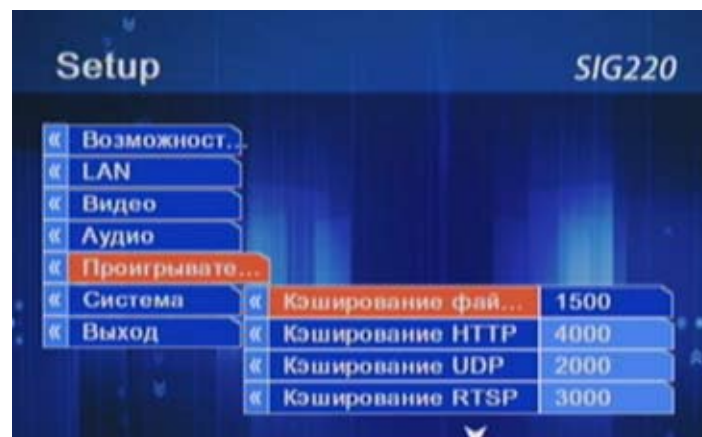 Setup
SIG220
« Возможност...
« LAN
« Видео
« Аудио
« Проигрывате...
« Система
« Выход
« Кэширование фай... 1500
« Кэширование HTTP 4000
« Кэширование UDP 2000
« Кэширование RTSP 3000